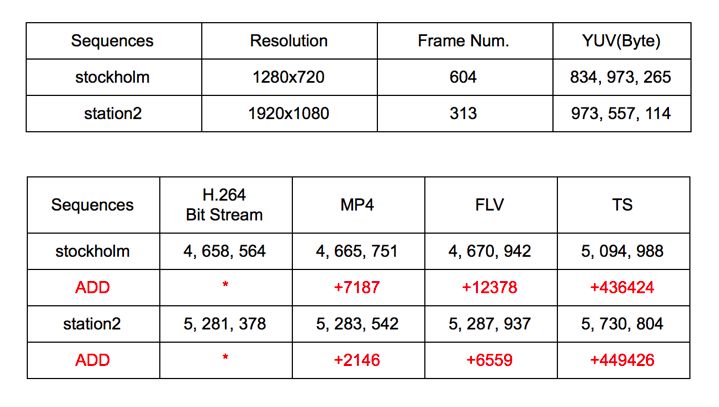 Sequences Resolution Frame Num. YUV(Byte)
stockholm 1280x720 604 834, 973, 265
station2 1920x1080 313 973, 557, 114
Sequences H.264 Bit Stream MP4 FLV TS
stockholm 4, 658, 564 4, 665, 751 4, 670, 942 5, 094, 988
ADD * +7187 +12378 +436424
station2 5, 281, 378 5, 283, 542 5, 287, 937 5, 730, 804
ADD * +2146 +6559 +449426